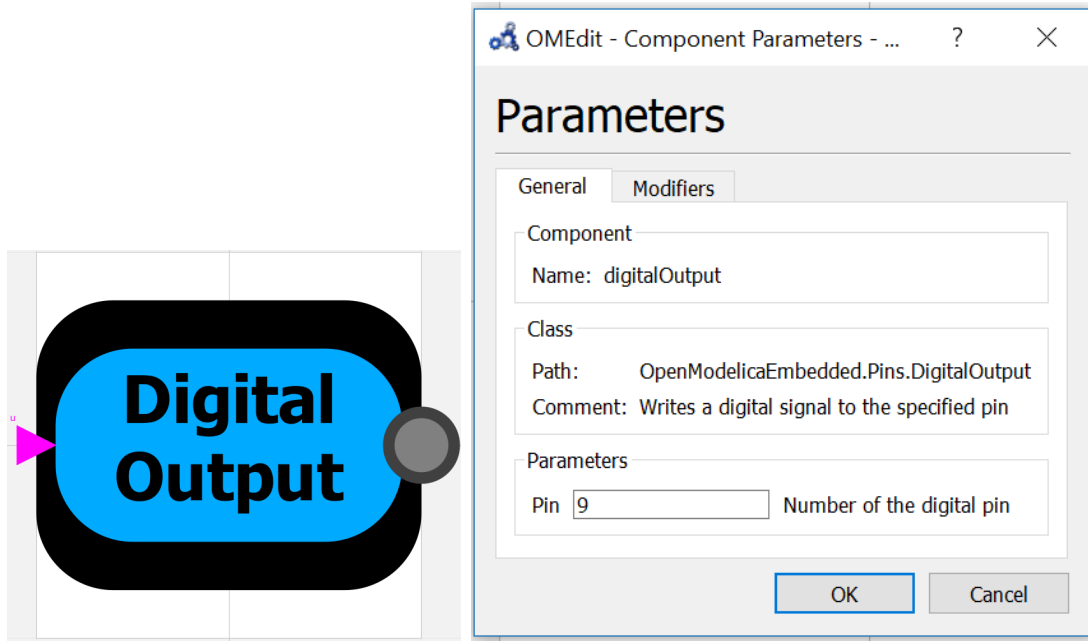 u
Digital
Output
OMEdit - Component Parameters - ...
?
Parameters
General
Modifiers
Component
Name: digitalOutput
Class
Path: OpenModelicaEmbedded.Pins.DigitalOutput
Comment: Writes a digital signal to the specified pin
Parameters
Pin 9 Number of the digital pin
OK
Cancel